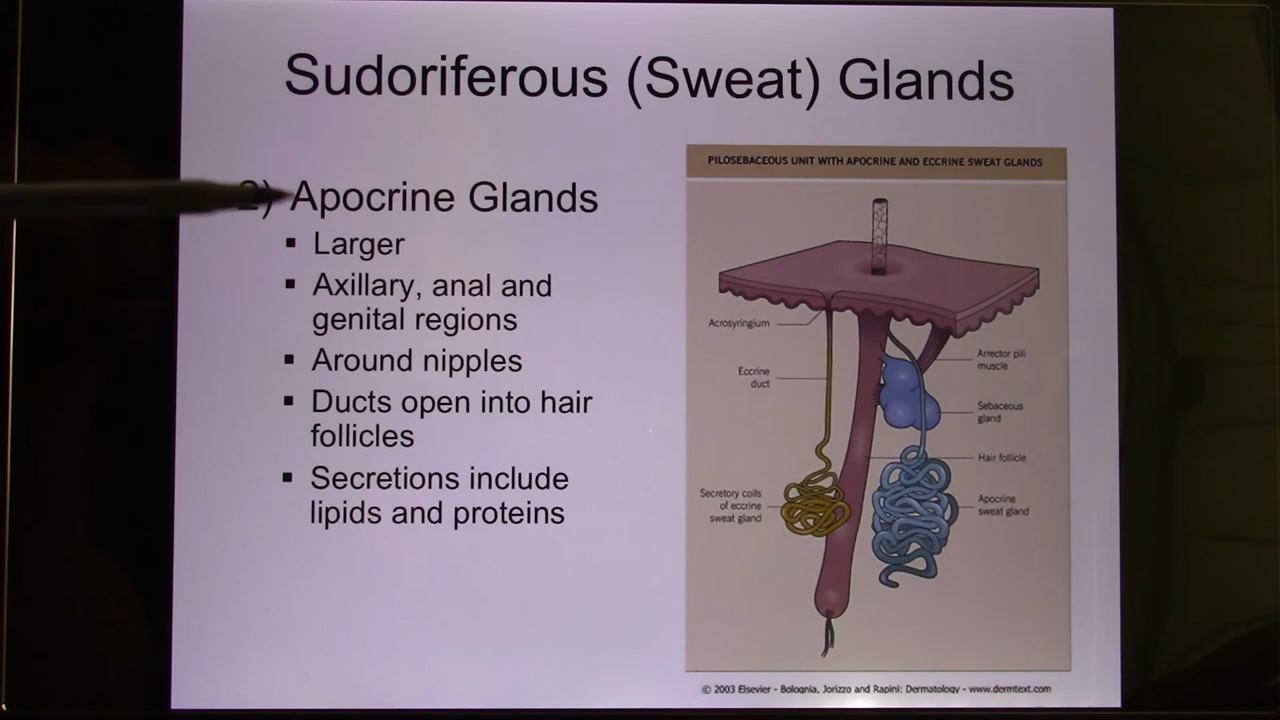 Sudoriferous (Sweat) Glands
2) Apocrine Glands
▪ Larger
▪ Axillary, anal and
genital regions
▪ Around nipples
▪ Ducts open into hair
follicles
▪ Secretions include
lipids and proteins
PILOSEBACEOUS UNIT WITH APOCRINE AND ECCRINE SWEAT GLANDS
Acrosyringium
Eccrine
duct
Secretory coils
of eccrine
sweat gland
Arrector pili
muscle
Sebaceous
gland
Hair follicle
Apocrine
sweat gland
© 2003 Elsevier - Bolognia, Jorizzo and Rapini: Dermatology - www.dermtext.com